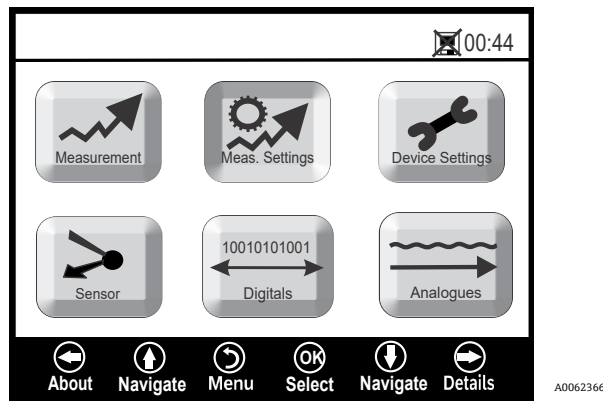 00:44
Measurement
Meas. Settings
Device Settings
10010101001
Sensor
Digitals
Analogues
OK
About
Navigate
Menu
Select
Navigate
Details
A0062366